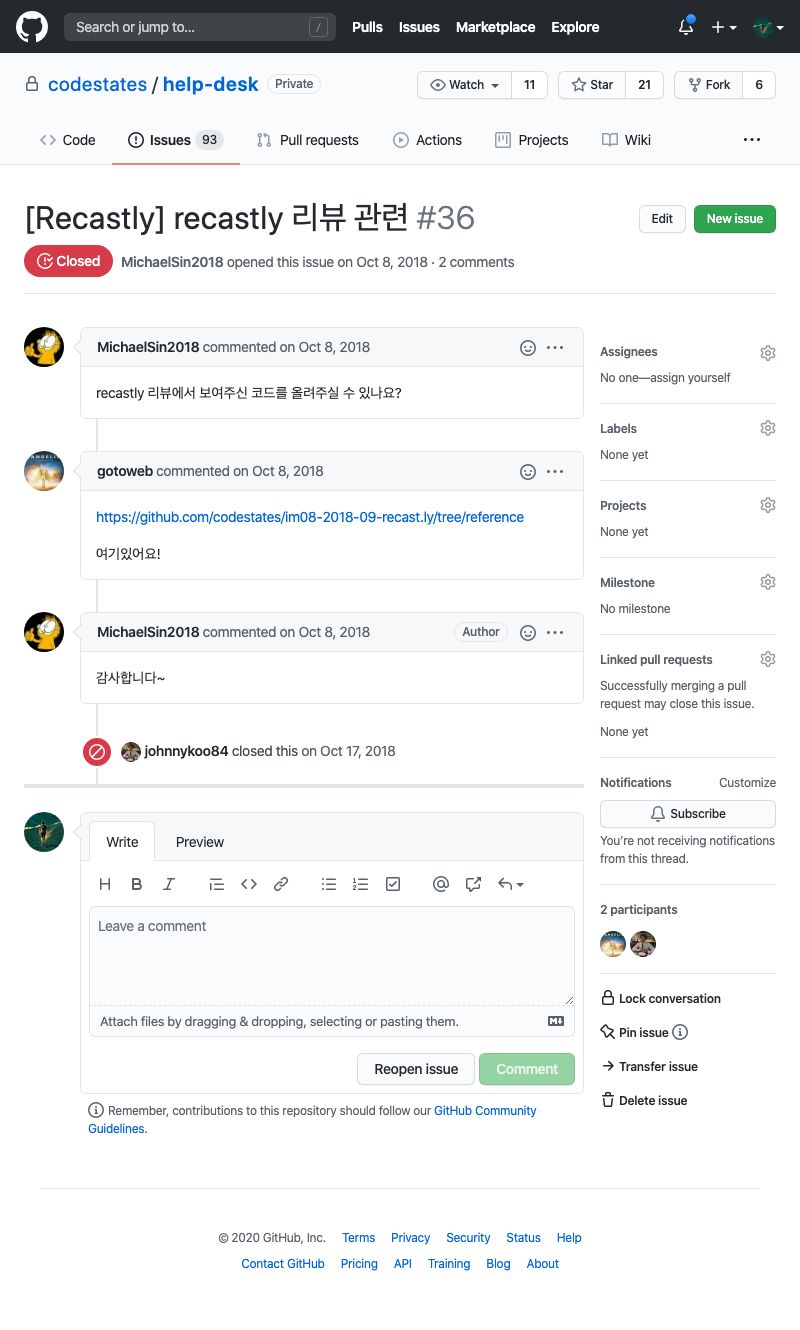 Search or jump to... / Pulls Issues Marketplace Explore
codestates / help-desk Private Watch 11 Star 21 Fork 6
Code Issues 93 Pull requests Actions Projects Wiki ...
[Recastly] recastly 리뷰 관련 #36
Edit New issue
Closed MichaelSin2018 opened this issue on Oct 8, 2018 · 2 comments
MichaelSin2018 commented on Oct 8, 2018
recastly 리뷰에서 보여주신 코드를 올려주실 수 있나요?
gotoweb commented on Oct 8, 2018
https://github.com/codestates/im08-2018-09-recast.ly/tree/reference
여기있어요!
MichaelSin2018 commented on Oct 8, 2018 Author
감사합니다~
johnnykoo84 closed this on Oct 17, 2018
Write Preview
Leave a comment
Attach files by dragging & dropping, selecting or pasting them.
Reopen issue Comment
Remember, contributions to this repository should follow our GitHub Community
Guidelines.
Assignees
No one—assign yourself
Labels
None yet
Projects
None yet
Milestone
No milestone
Linked pull requests
Successfully merging a pull
request may close this issue.
None yet
Notifications Customize
Subscribe
You're not receiving notifications
from this thread.
2 participants
Lock conversation
Pin issue
Transfer issue
Delete issue
© 2020 GitHub, Inc. Terms Privacy Security Status Help
Contact GitHub Pricing API Training Blog About